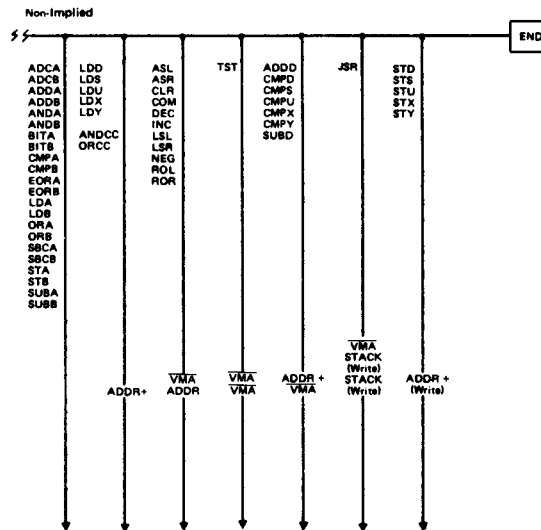 Non-Implied
END
ADCA
ADCB
ADDA
ADDB
ANDA
ANDB
BITA
BITB
CMPA
CMPB
EORA
EORB
LDA
LDB
ORA
ORB
SBCA
SBCB
STA
STB
SUBA
SUBB
LDD
LDS
LDU
LDX
LDY
ANDCC
ORCC
ADDR+
ASL
ASR
CLR
COM
DEC
INC
LSL
LSR
NEG
ROL
ROR
VMA
ADDR
TST
VMA
VMA
ADDD
CMPD
CMPS
CMPU
CMPX
CMPY
SUBD
ADDR +
VMA
JSR
VMA
STACK
(Write)
STACK
(Write)
STD
STS
STU
STX
STY
ADDR +
(Write)